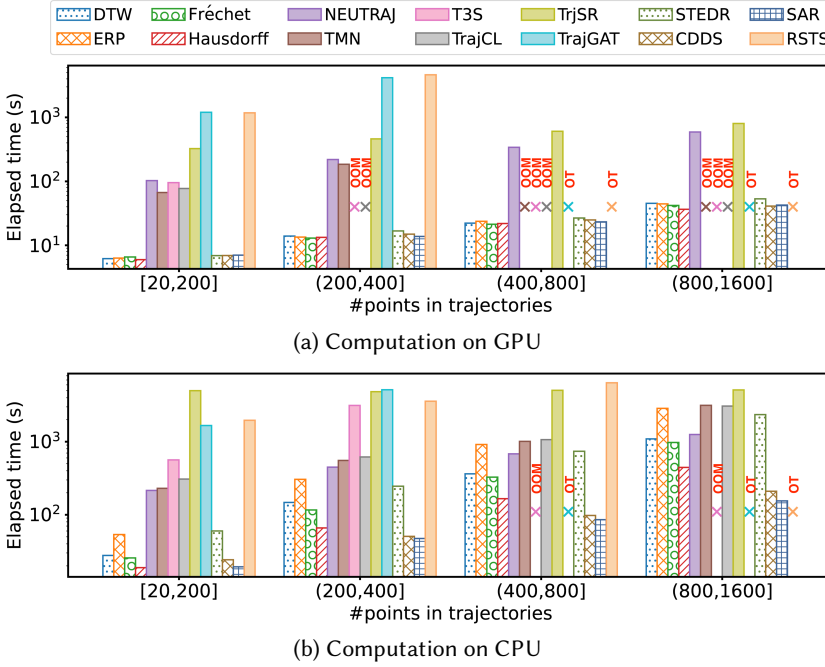 DTW Fréchet NEUTRAJ T3S TrjSR STEDR SAR
ERP Hausdorff TMN TrajCL TrajGAT CDDS RSTS
Elapsed time (s)
10³
10²
10¹
OOM OOM
OOM OOM OOM OT OT
OOM OOM OOM OT OT
[20,200] (200,400] (400,800] (800,1600]
#points in trajectories
(a) Computation on GPU
Elapsed time (s)
10³
10²
OOM OT
OOM OT OT
[20,200] (200,400] (400,800] (800,1600]
#points in trajectories
(b) Computation on CPU